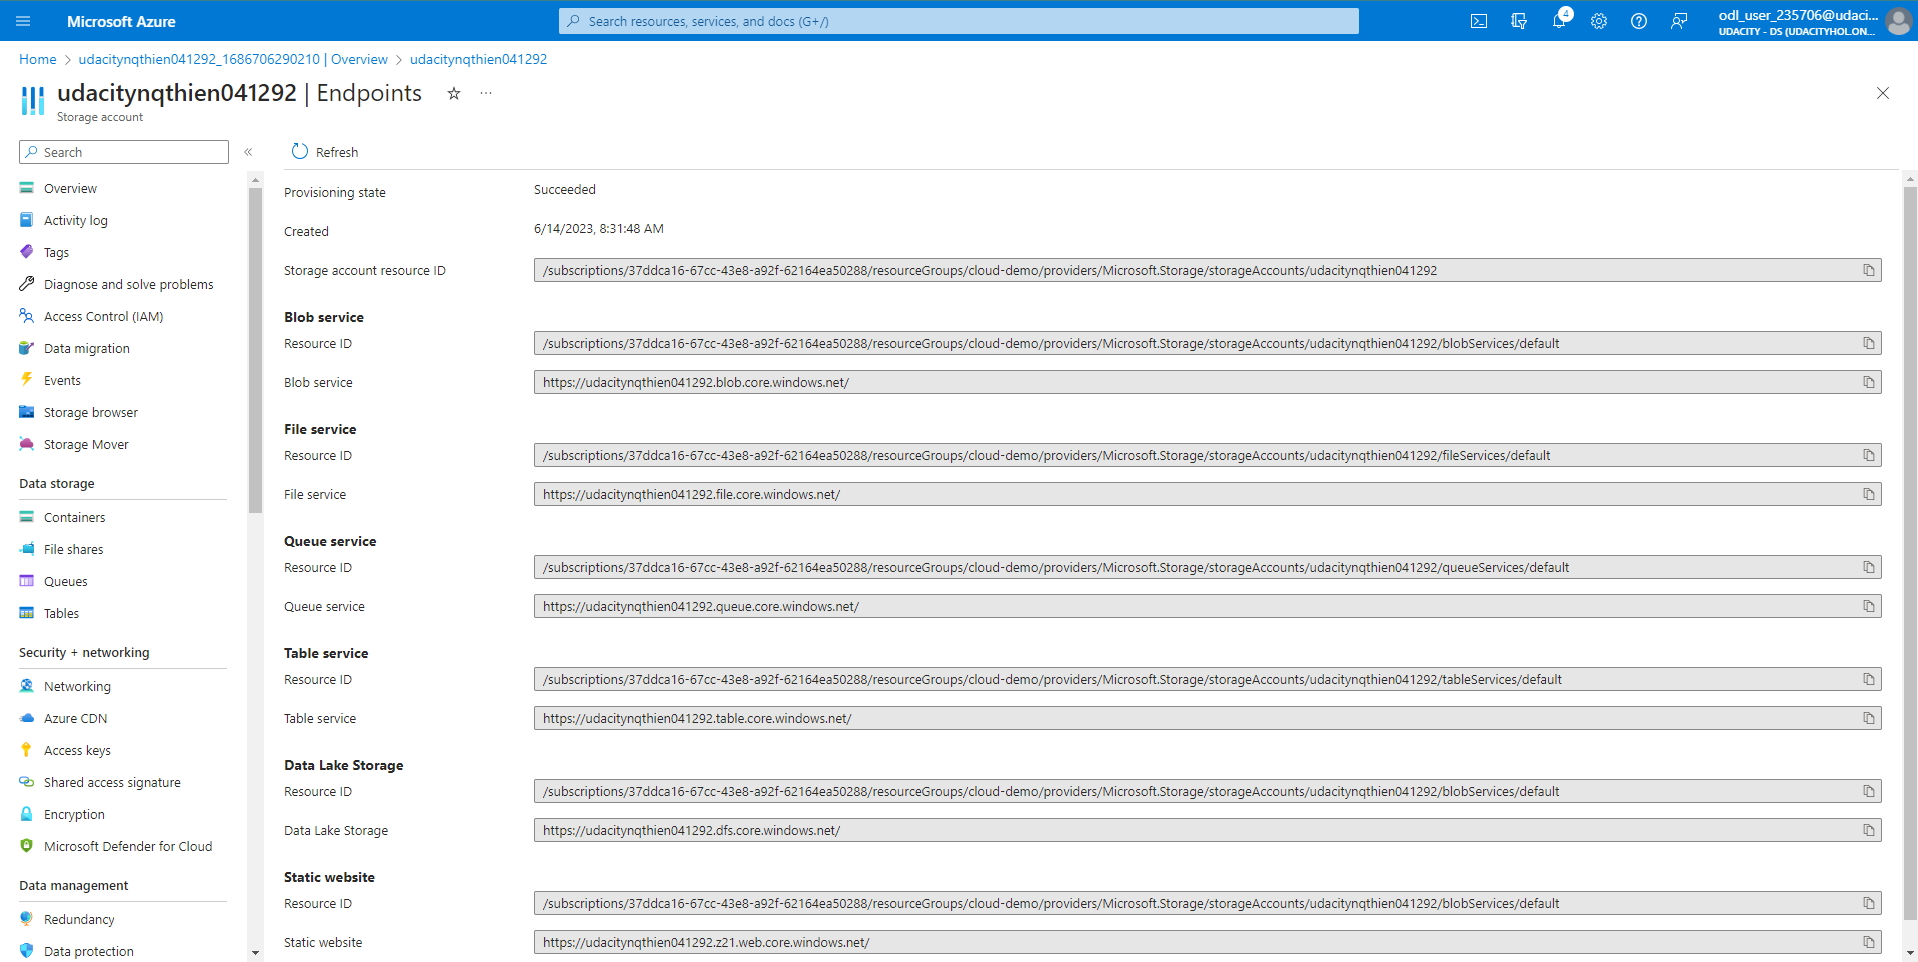 Microsoft Azure
Search resources, services, and docs (G+/)
4
odl_user_235706@udaci...
UDACITY - DS (UDACITYHOL.ON...
Home > udacitynqthien041292_1686706290210 | Overview > udacitynqthien041292
udacitynqthien041292 | Endpoints
Storage account
Search
Overview
Activity log
Tags
Diagnose and solve problems
Access Control (IAM)
Data migration
Events
Storage browser
Storage Mover
Data storage
Containers
File shares
Queues
Tables
Security + networking
Networking
Azure CDN
Access keys
Shared access signature
Encryption
Microsoft Defender for Cloud
Data management
Redundancy
Data protection
Refresh
Provisioning state Succeeded
Created 6/14/2023, 8:31:48 AM
Storage account resource ID /subscriptions/37ddca16-67cc-43e8-a92f-62164ea50288/resourceGroups/cloud-demo/providers/Microsoft.Storage/storageAccounts/udacitynqthien041292
Blob service
Resource ID /subscriptions/37ddca16-67cc-43e8-a92f-62164ea50288/resourceGroups/cloud-demo/providers/Microsoft.Storage/storageAccounts/udacitynqthien041292/blobServices/default
Blob service https://udacitynqthien041292.blob.core.windows.net/
File service
Resource ID /subscriptions/37ddca16-67cc-43e8-a92f-62164ea50288/resourceGroups/cloud-demo/providers/Microsoft.Storage/storageAccounts/udacitynqthien041292/fileServices/default
File service https://udacitynqthien041292.file.core.windows.net/
Queue service
Resource ID /subscriptions/37ddca16-67cc-43e8-a92f-62164ea50288/resourceGroups/cloud-demo/providers/Microsoft.Storage/storageAccounts/udacitynqthien041292/queueServices/default
Queue service https://udacitynqthien041292.queue.core.windows.net/
Table service
Resource ID /subscriptions/37ddca16-67cc-43e8-a92f-62164ea50288/resourceGroups/cloud-demo/providers/Microsoft.Storage/storageAccounts/udacitynqthien041292/tableServices/default
Table service https://udacitynqthien041292.table.core.windows.net/
Data Lake Storage
Resource ID /subscriptions/37ddca16-67cc-43e8-a92f-62164ea50288/resourceGroups/cloud-demo/providers/Microsoft.Storage/storageAccounts/udacitynqthien041292/blobServices/default
Data Lake Storage https://udacitynqthien041292.dfs.core.windows.net/
Static website
Resource ID /subscriptions/37ddca16-67cc-43e8-a92f-62164ea50288/resourceGroups/cloud-demo/providers/Microsoft.Storage/storageAccounts/udacitynqthien041292/blobServices/default
Static website https://udacitynqthien041292.z21.web.core.windows.net/